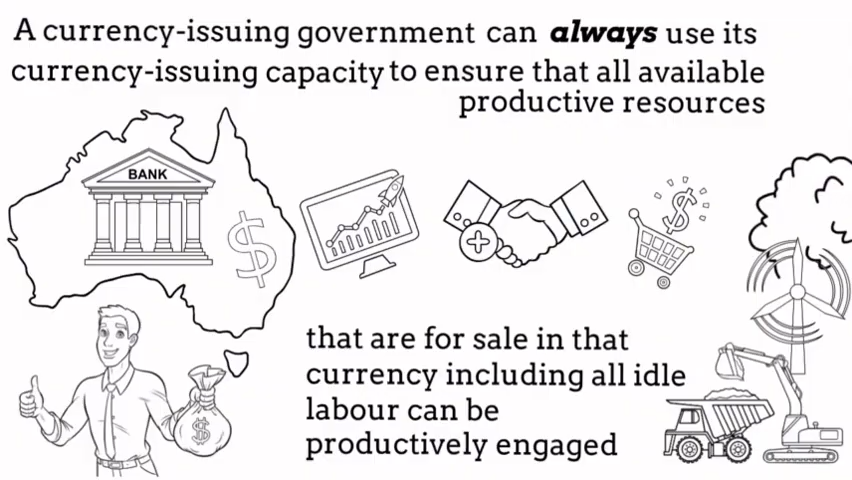 A currency-issuing government can always use its
currency-issuing capacity to ensure that all available
productive resources
BANK
$
$
$
that are for sale in that
currency including all idle
labour can be
productively engaged